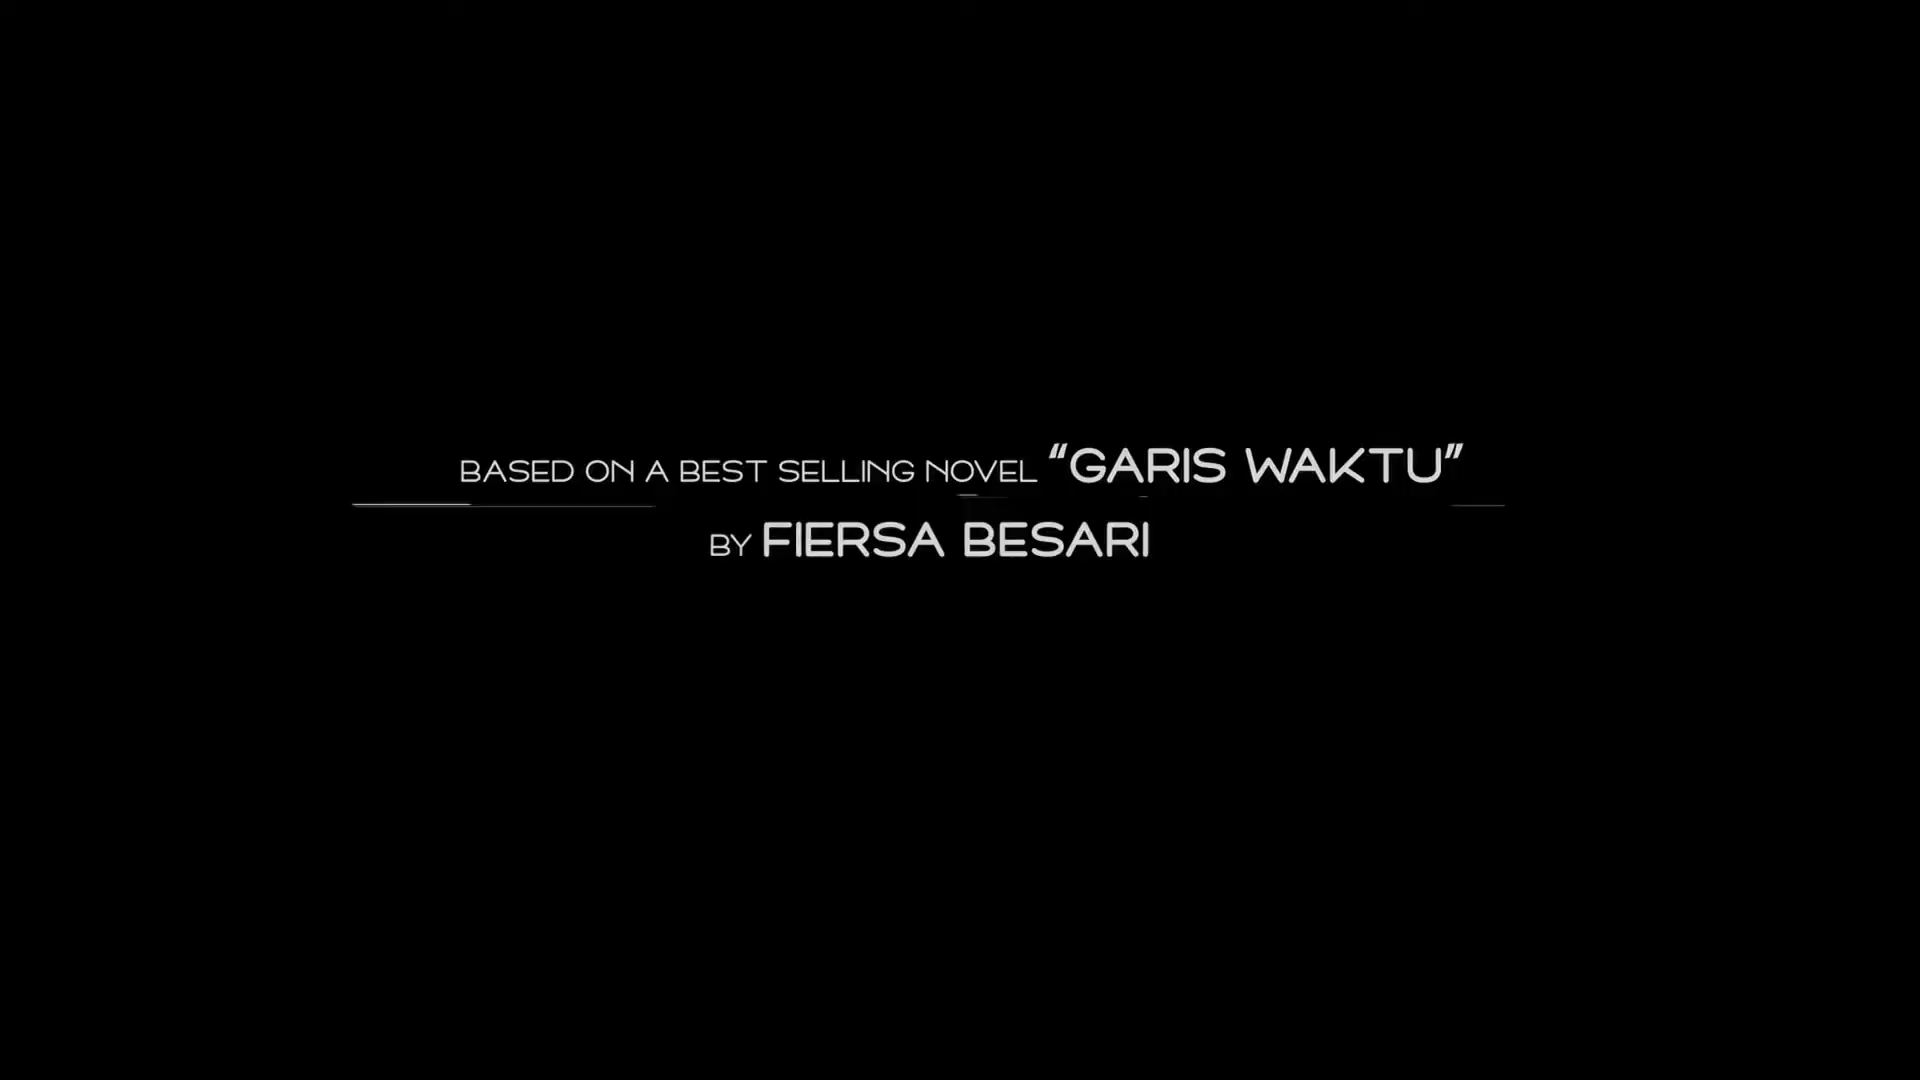 BASED ON A BEST SELLING NOVEL “GARIS WAKTU”
BY FIERSA BESARI